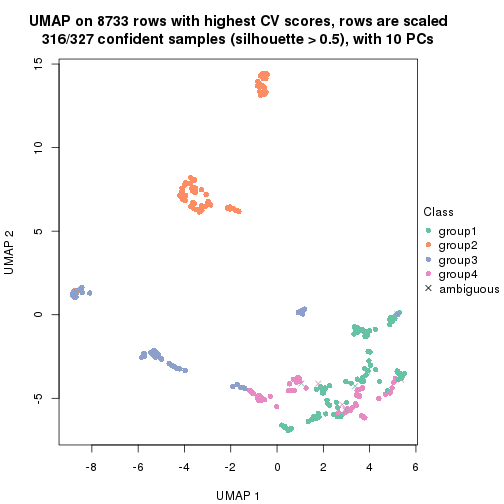 UMAP on 8733 rows with highest CV scores, rows are scaled
316/327 confident samples (silhouette > 0.5), with 10 PCs
15
10
5
0
-5
UMAP 2
-8
-6
-4
-2
0
2
4
6
UMAP 1
Class
group1
group2
group3
group4
ambiguous